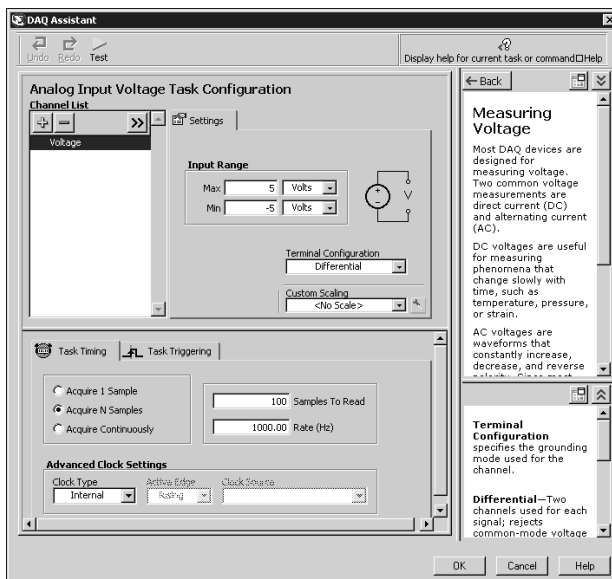 DAQ Assistant
Undo Redo Test
Display help for current task or command□Help
Analog Input Voltage Task Configuration
Channel List
Voltage
Settings
Input Range
Max 5 Volts
Min -5 Volts
V
Terminal Configuration
Differential
Custom Scaling
<No Scale>
Task Timing Task Triggering
Acquire 1 Sample
Acquire N Samples
Acquire Continuously
100 Samples To Read
1000.00 Rate (Hz)
Advanced Clock Settings
Clock Type Active Edge Clock Source
Internal Rising
Back
Measuring
Voltage
Most DAQ devices are
designed for
measuring voltage.
Two common voltage
measurements are
direct current (DC)
and alternating current
(AC).
DC voltages are useful
for measuring
phenomena that
change slowly with
time, such as
temperature, pressure,
or strain.
AC voltages are
waveforms that
constantly increase,
decrease, and reverse
polarity. Since most
Terminal
Configuration
specifies the grounding
mode used for the
channel.
Differential—Two
channels used for each
signal; rejects
common-mode voltage
OK Cancel Help